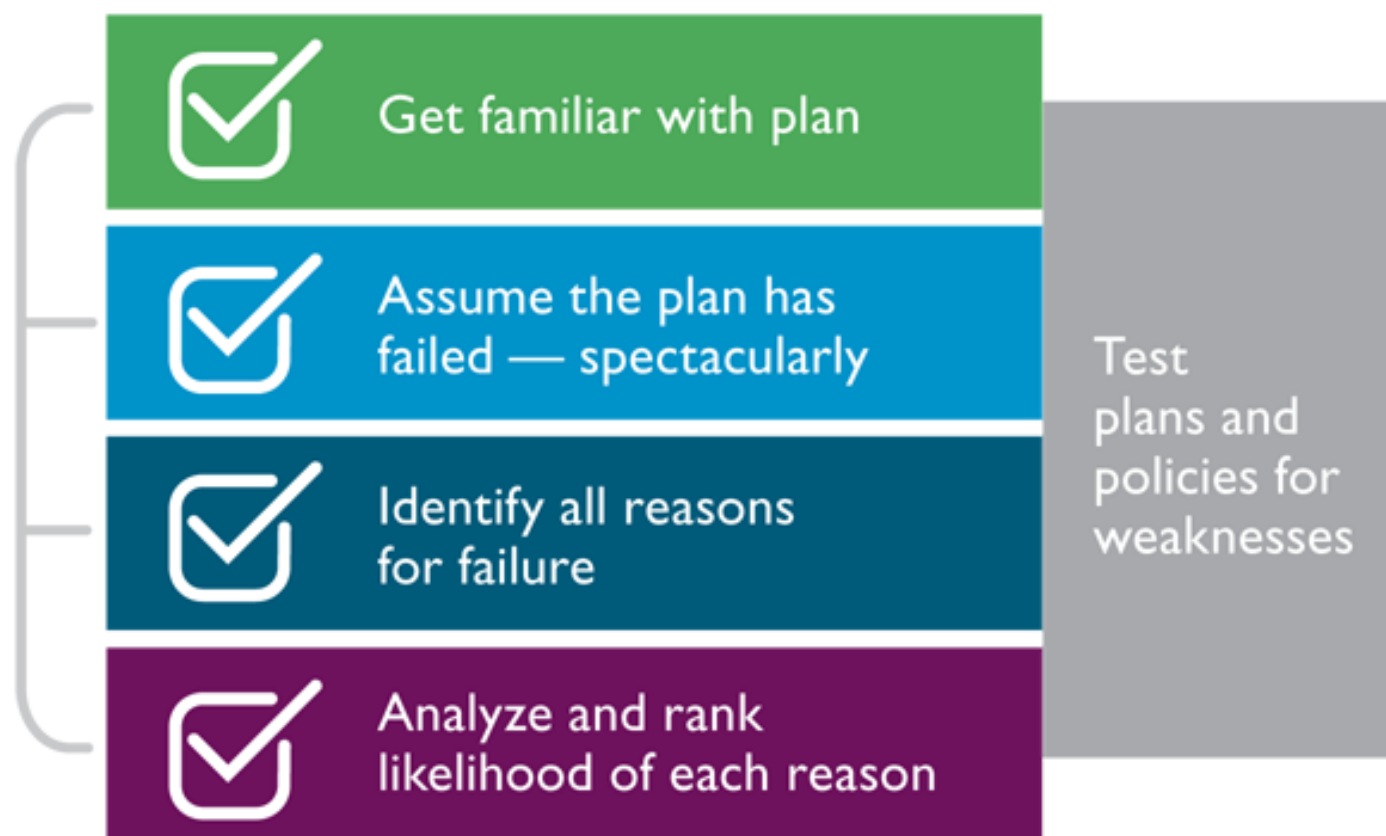 Get familiar with plan
Assume the plan has
failed — spectacularly
Identify all reasons
for failure
Analyze and rank
likelihood of each reason
Test
plans and
policies for
weaknesses